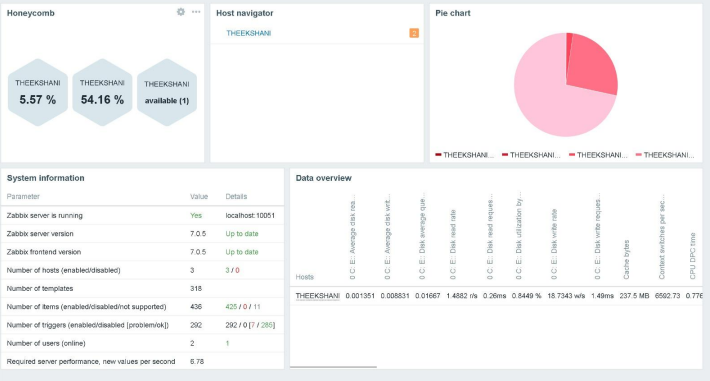 Honeycomb
THEEKSHANI
5.57 %
THEEKSHANI
54.16 %
THEEKSHANI
available (1)
Host navigator
THEEKSHANI 2
Pie chart
THEEKSHANI... THEEKSHANI... THEEKSHANI... THEEKSHANI...
System information
Parameter Value Details
Zabbix server is running Yes localhost:10051
Zabbix server version 7.0.5 Up to date
Zabbix frontend version 7.0.5 Up to date
Number of hosts (enabled/disabled) 3 3 / 0
Number of templates 318
Number of items (enabled/disabled/not supported) 436 425 / 0 / 11
Number of triggers (enabled/disabled [problem/ok]) 292 292 / 0 [7 / 285]
Number of users (online) 2 1
Required server performance, new values per second 6.78
Data overview
Hosts
0 C: E:: Average disk rea...
0 C: E:: Average disk writ...
0 C: E:: Disk average que...
0 C: E:: Disk read rate
0 C: E:: Disk read reques...
0 C: E:: Disk utilization by...
0 C: E:: Disk write rate
0 C: E:: Disk write reques...
Cache bytes
Context switches per sec...
CPU DPC time
THEEKSHANI 0.001351 0.008831 0.01667 1.4882 r/s 0.26ms 0.8449 % 18.7343 w/s 1.49ms 237.5 MB 6592.73 0.776